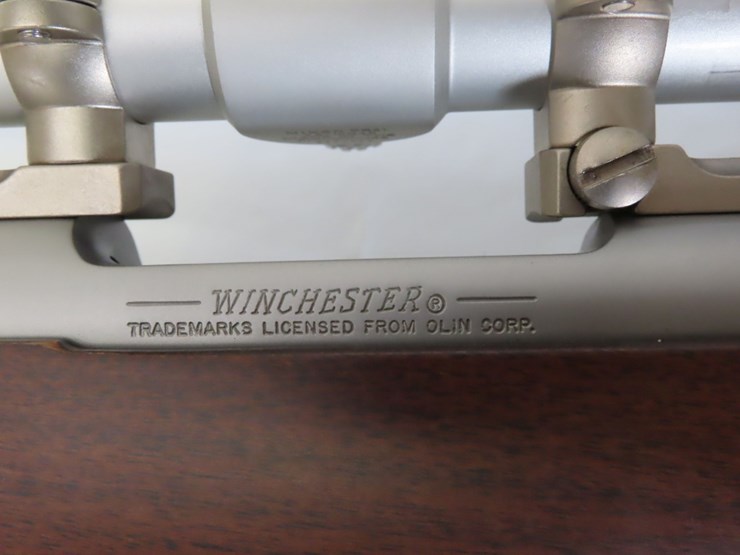 WINCHESTER®
TRADEMARKS LICENSED FROM OLIN CORP.